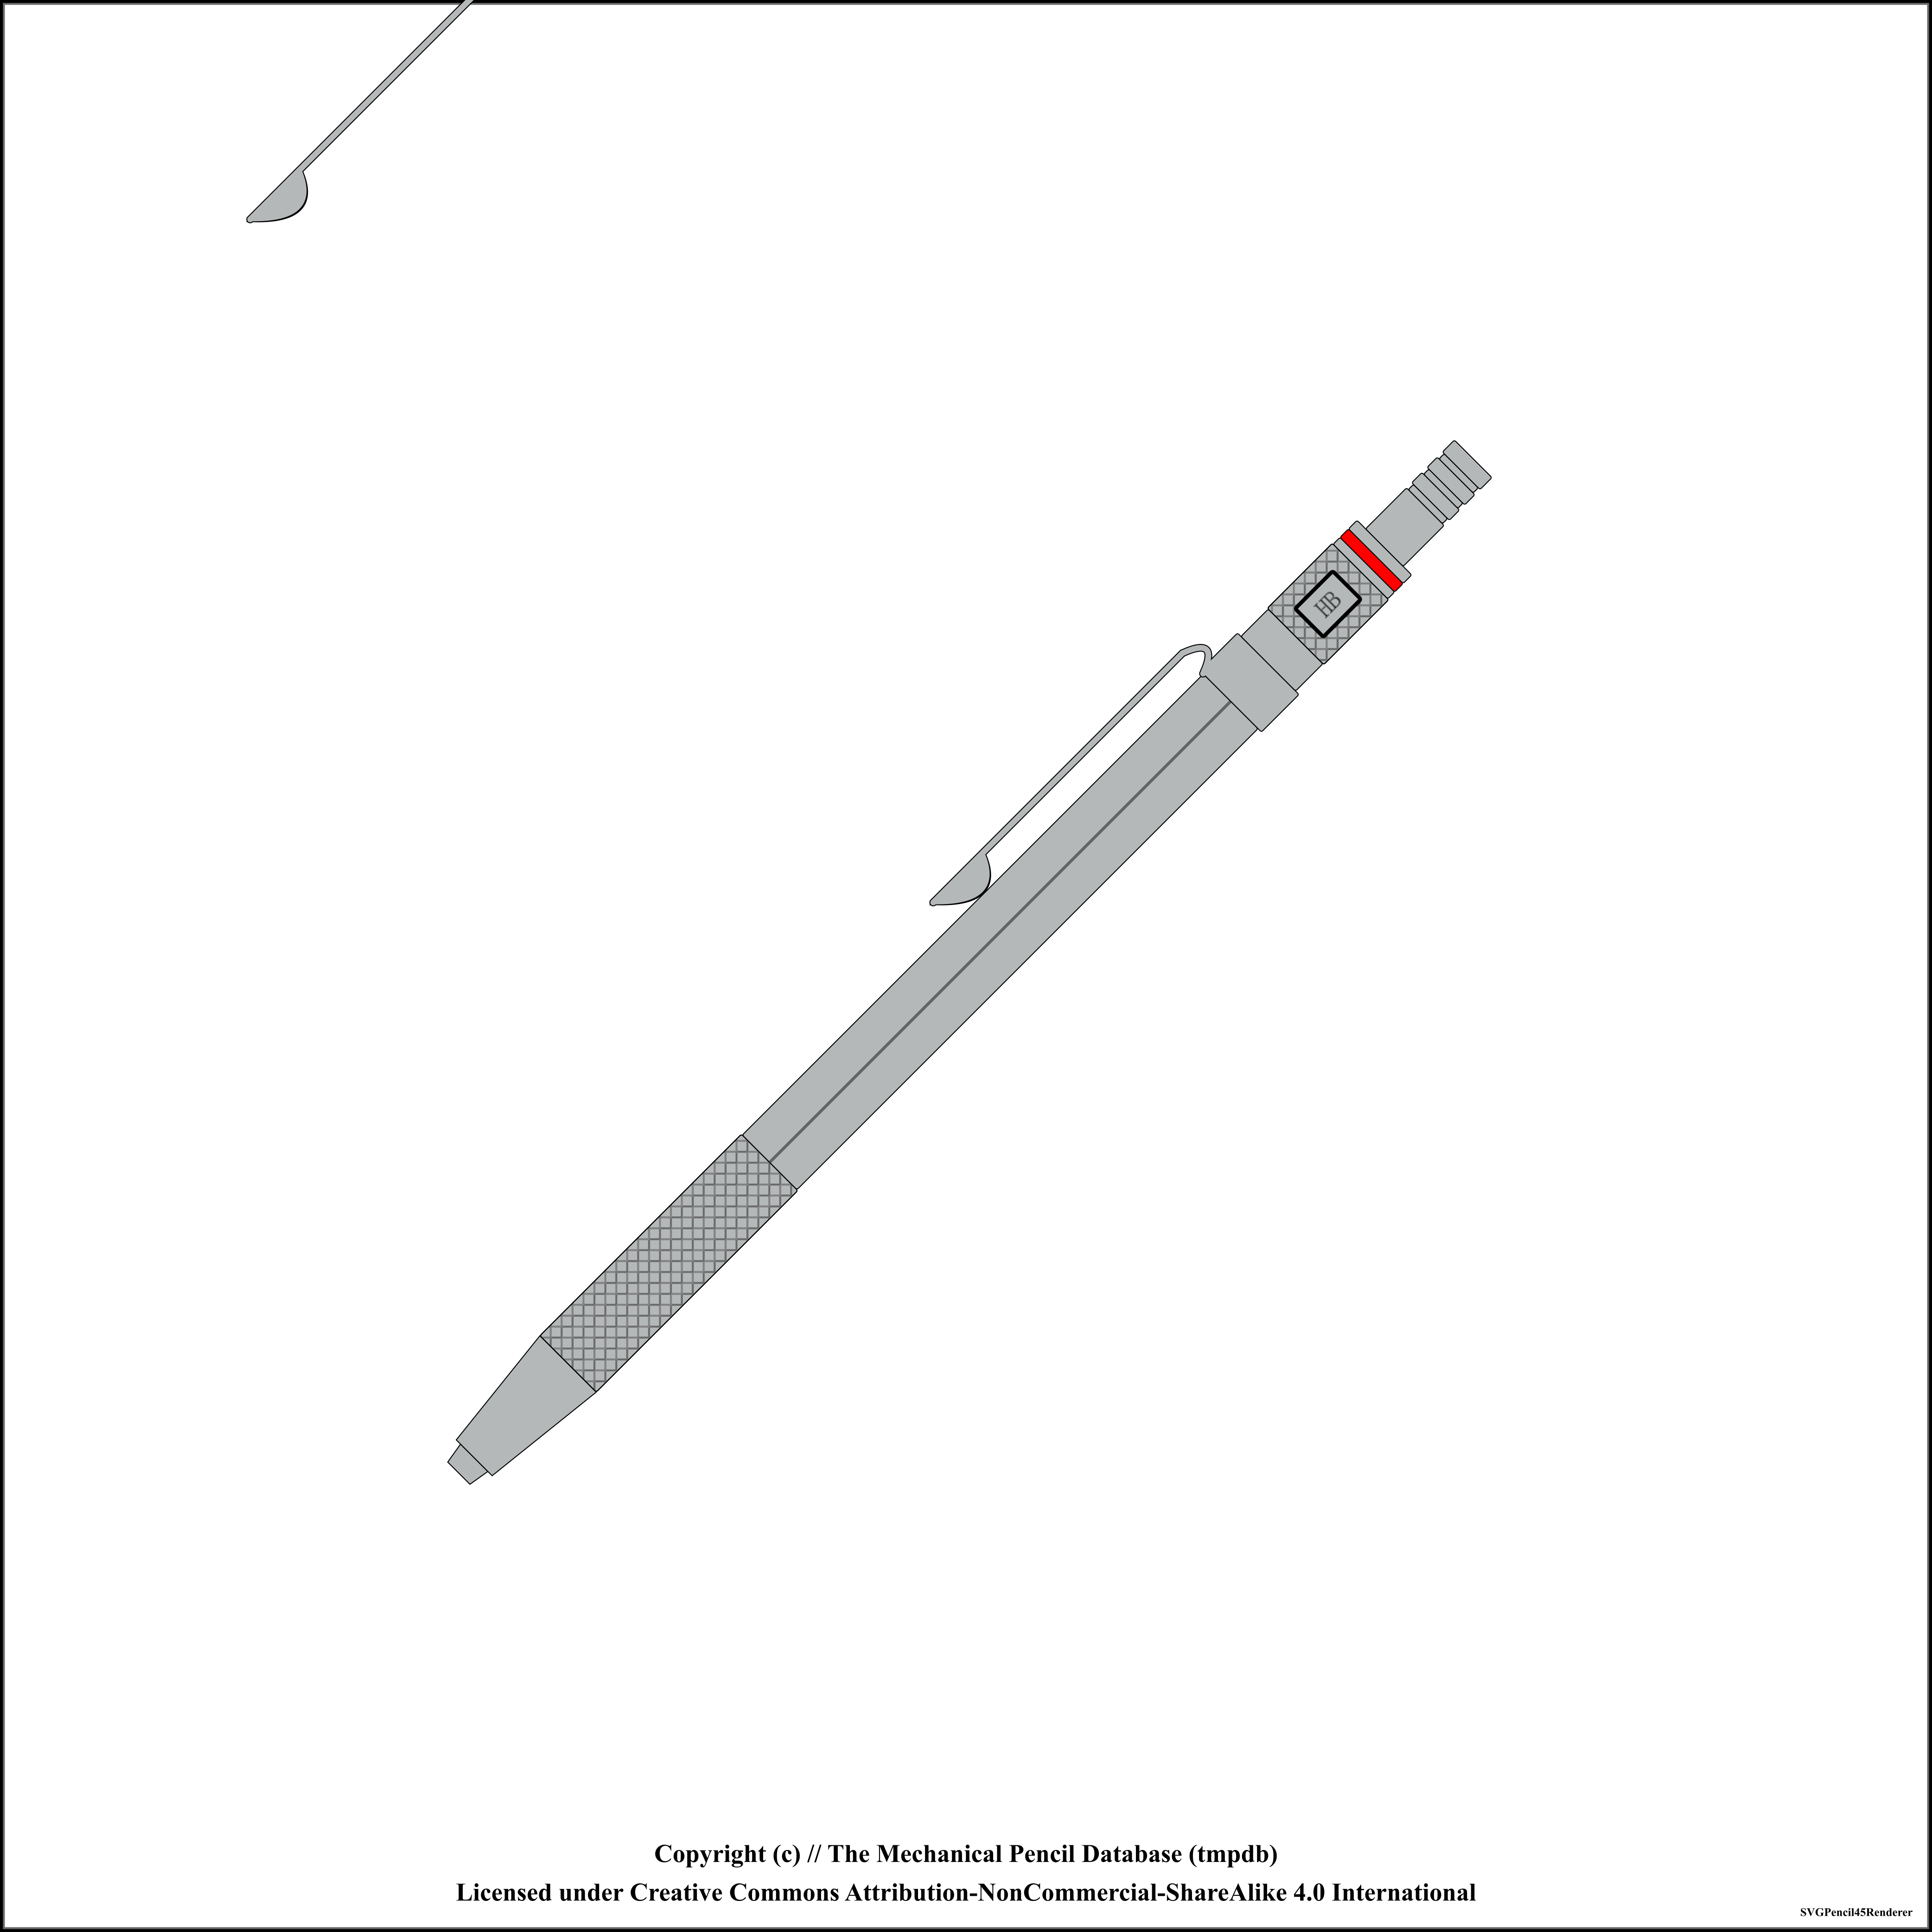 HB
Copyright (c) // The Mechanical Pencil Database (tmpdb)
Licensed under Creative Commons Attribution-NonCommercial-ShareAlike 4.0 International
SVGPencil45Renderer